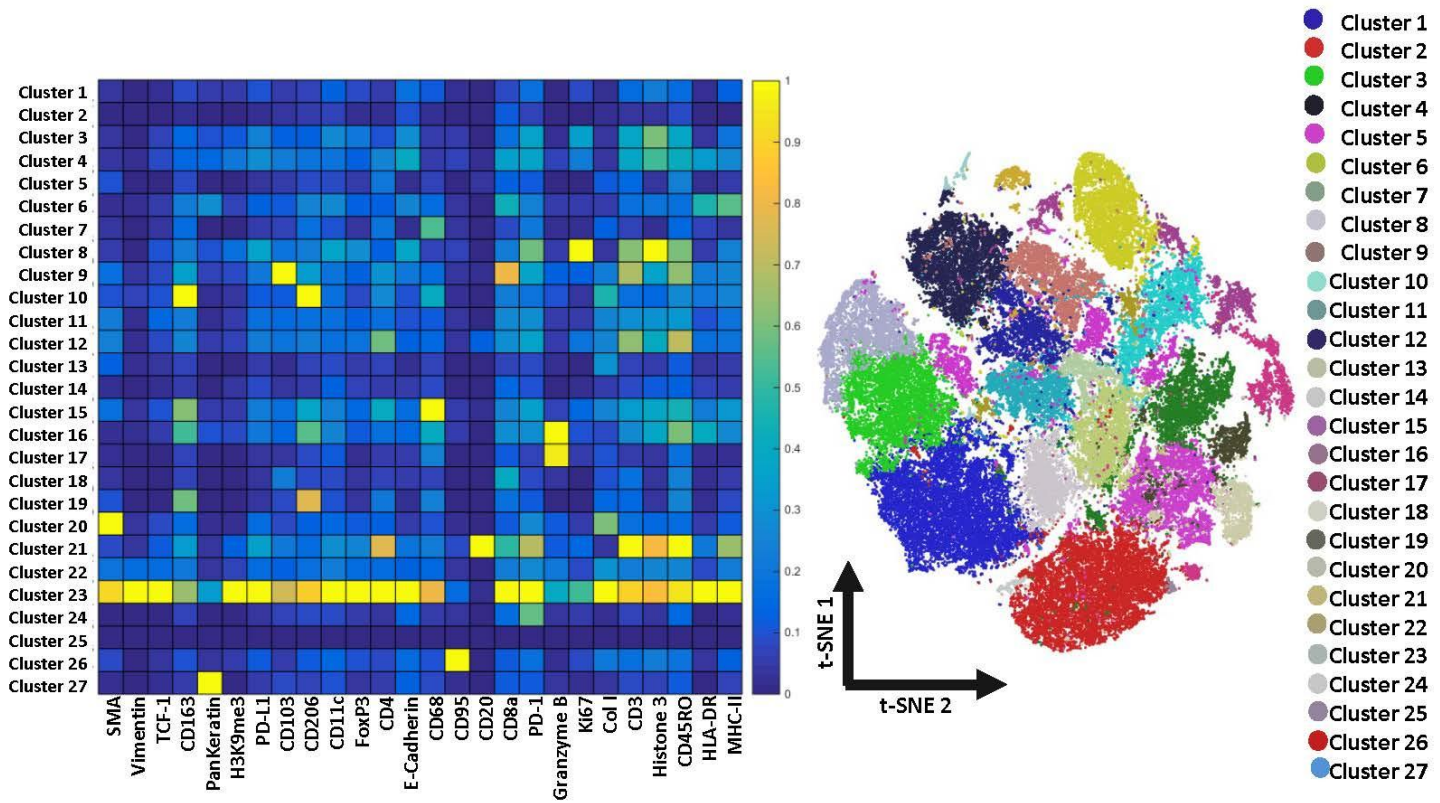 Cluster 1
Cluster 2
Cluster 3
Cluster 4
Cluster 5
Cluster 6
Cluster 7
Cluster 8
Cluster 9
Cluster 10
Cluster 11
Cluster 12
Cluster 13
Cluster 14
Cluster 15
Cluster 16
Cluster 17
Cluster 18
Cluster 19
Cluster 20
Cluster 21
Cluster 22
Cluster 23
Cluster 24
Cluster 25
Cluster 26
Cluster 27
SMA
Vimentin
TCF-1
CD163
PanKeratin
H3K9me3
PD-L1
CD103
CD206
CD11c
FoxP3
CD4
E-Cadherin
CD68
CD95
CD20
CD8a
PD-1
Granzyme B
Ki67
Col I
CD3
Histone 3
CD45RO
HLA-DR
MHC-II
1
0.9
0.8
0.7
0.6
0.5
0.4
0.3
0.2
0.1
0
t-SNE 1
t-SNE 2
Cluster 1
Cluster 2
Cluster 3
Cluster 4
Cluster 5
Cluster 6
Cluster 7
Cluster 8
Cluster 9
Cluster 10
Cluster 11
Cluster 12
Cluster 13
Cluster 14
Cluster 15
Cluster 16
Cluster 17
Cluster 18
Cluster 19
Cluster 20
Cluster 21
Cluster 22
Cluster 23
Cluster 24
Cluster 25
Cluster 26
Cluster 27